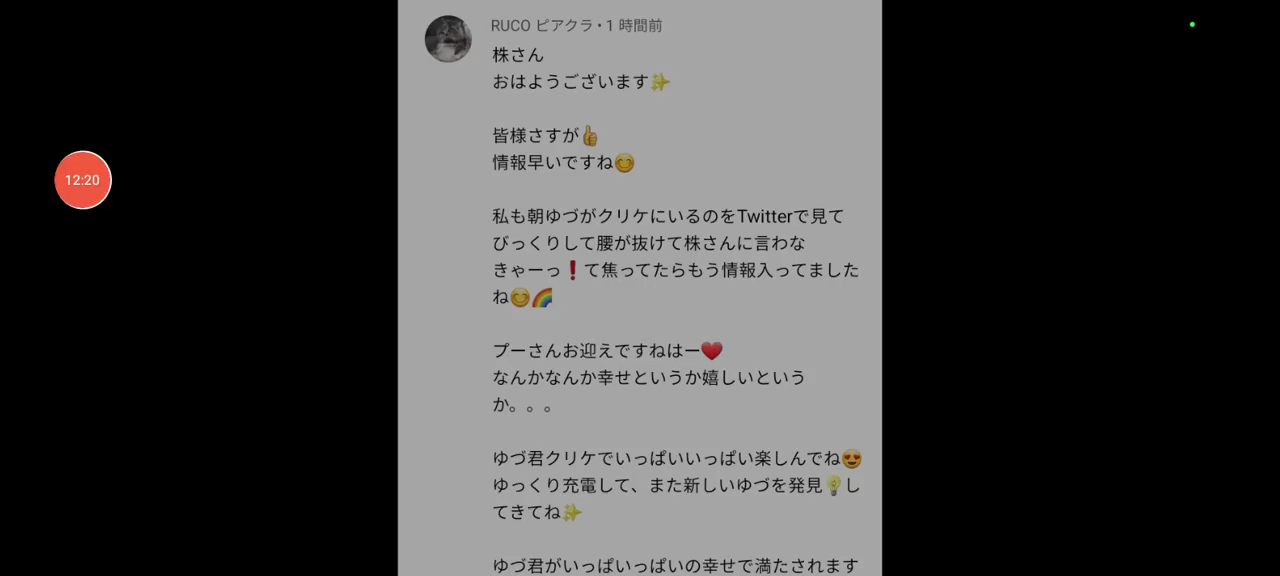 RUCO ピアクラ • 1 時間前
株さん
おはようございます✨
皆様さすが👍
情報早いですね😊
12:20
私も朝ゆづがクリケにいるのをTwitterで見て
びっくりして腰が抜けて株さんに言わな
きゃーっ❗て焦ってたらもう情報入ってました
ね😊🌈
プーさんお迎えですねはー❤️
なんかなんか幸せというか嬉しいという
か。。。
ゆづ君クリケでいっぱいいっぱい楽しんでね😍
ゆっくり充電して、また新しいゆづを発見💡し
てきてね✨
ゆづ君がいっぱいっぱいの幸せで満たされます